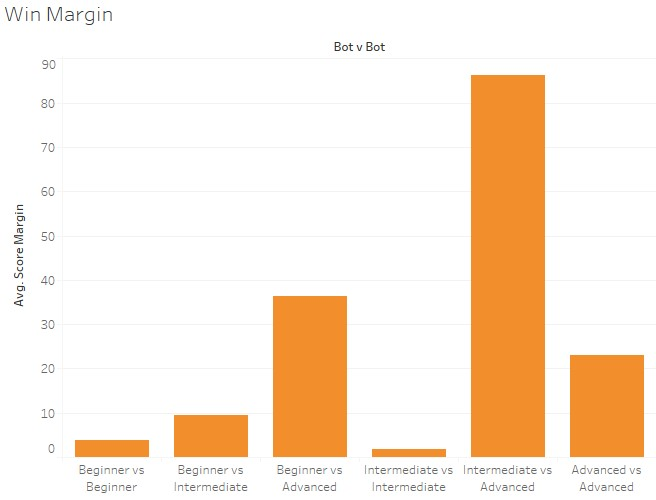 Win Margin
Bot v Bot
90
80
70
60
50
40
30
20
10
0
Avg. Score Margin
Beginner vs Beginner
Beginner vs Intermediate
Beginner vs Advanced
Intermediate vs Intermediate
Intermediate vs Advanced
Advanced vs Advanced